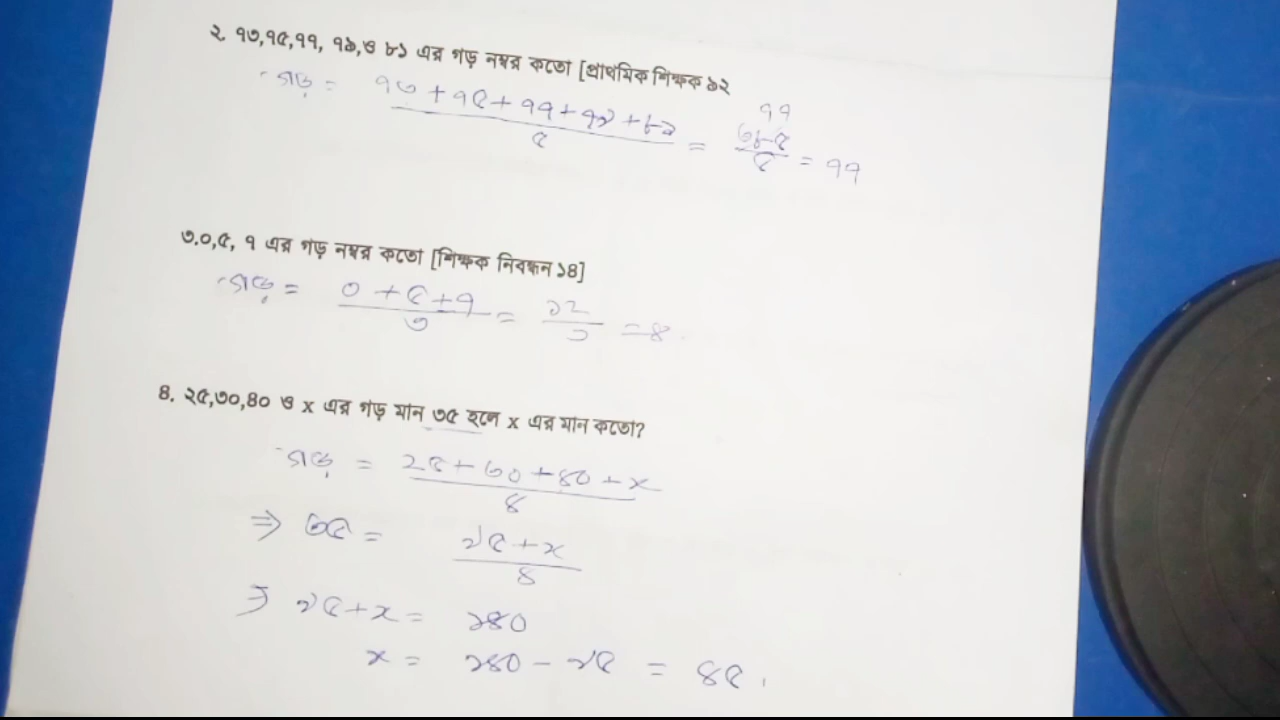 ২. ৭৩,৭৫,৭৭, ৭৯,ও ৮১ এর গড় নম্বর কতো [প্রাথমিক শিক্ষক ৯২
গড় = ৭৩ + ৭৫ + ৭৭ + ৭৯ + ৮১ / ৫ = ৩৮৫ / ৫ = ৭৭
৭৭
৩.০,৫, ৭ এর গড় নম্বর কতো [শিক্ষক নিবন্ধন ১৪]
গড় = ০ + ৫ + ৭ / ৩ = ১২ / ৩ = ৪
৪. ২৫,৩০,৪০ ও x এর গড় মান ৩৫ হলে x এর মান কতো?
গড় = ২৫ + ৩০ + ৪০ + x / ৪
⇒ ৩৫ = ৯৫ + x / ৪
⇒ ৯৫ + x = ১৪০
x = ১৪০ - ৯৫ = ৪৫.